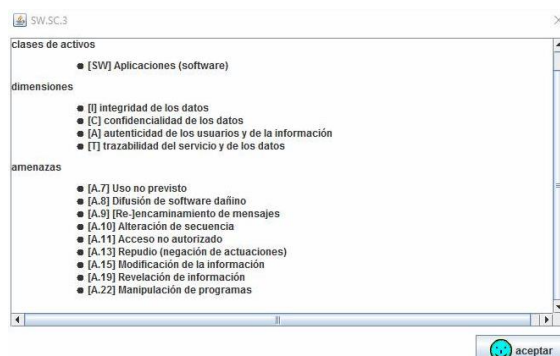 SW.SC.3
clases de activos
[SW] Aplicaciones (software)
dimensiones
[I] integridad de los datos
[C] confidencialidad de los datos
[A] autenticidad de los usuarios y de la información
[T] trazabilidad del servicio y de los datos
amenazas
[A.7] Uso no previsto
[A.8] Difusión de software dañino
[A.9] [Re-]encaminamiento de mensajes
[A.10] Alteración de secuencia
[A.11] Acceso no autorizado
[A.13] Repudio (negación de actuaciones)
[A.15] Modificación de la información
[A.19] Revelación de información
[A.22] Manipulación de programas
aceptar